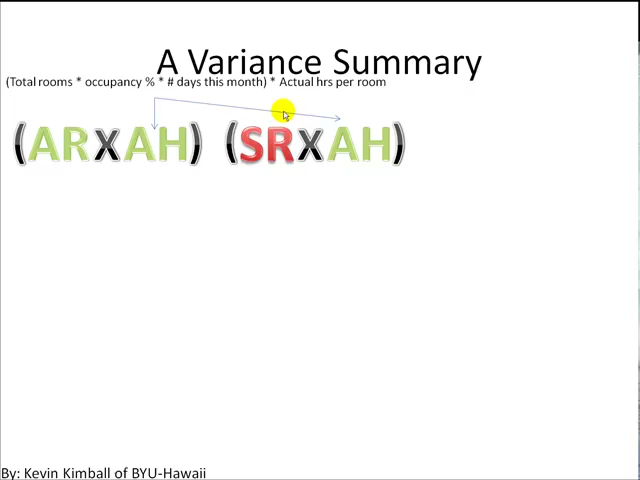 A Variance Summary
(Total rooms * occupancy % * # days this month) * Actual hrs per room
(ARXAH) (SRXAH)
By: Kevin Kimball of BYU-Hawaii